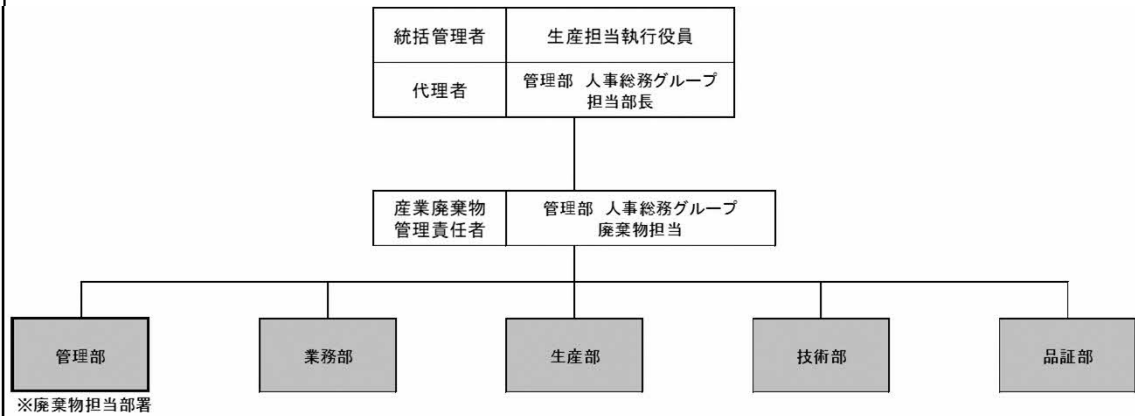 統括管理者 生産担当執行役員
代理者 管理部 人事総務グループ
担当部長
産業廃棄物 管理部 人事総務グループ
管理責任者 廃棄物担当
管理部 業務部 生産部 技術部 品証部
※廃棄物担当部署